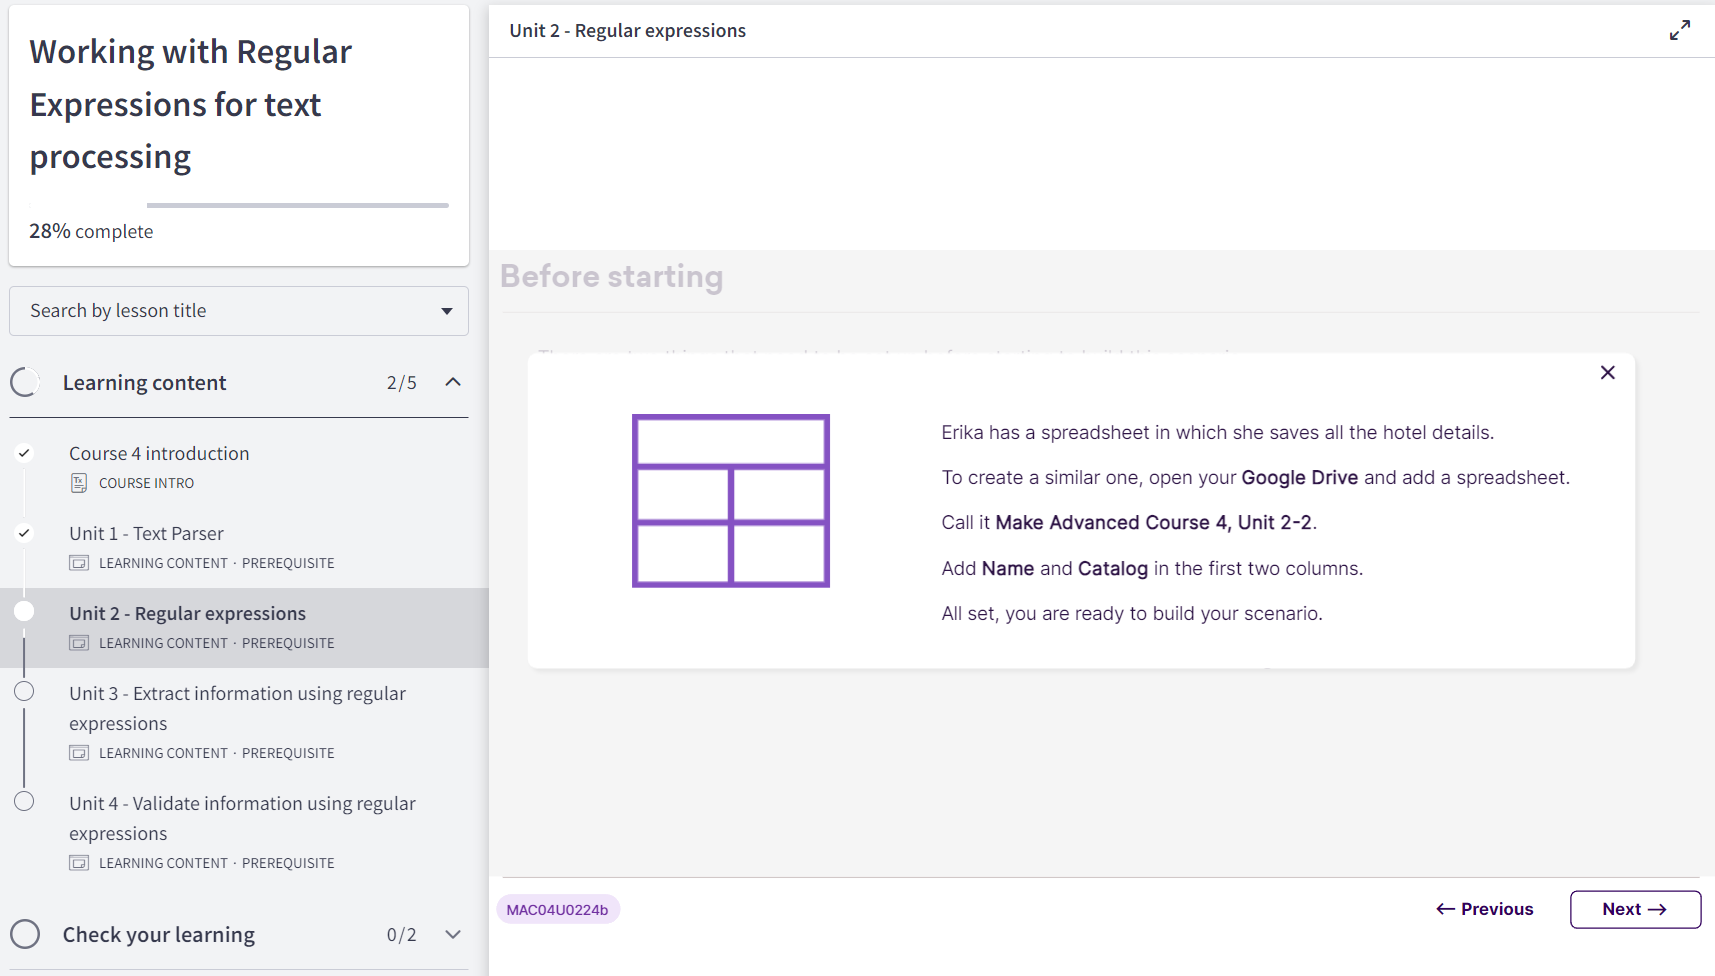 Working with Regular
Expressions for text
processing
28% complete
Search by lesson title
Learning content 2/5
Course 4 introduction
COURSE INTRO
Unit 1 - Text Parser
LEARNING CONTENT · PREREQUISITE
Unit 2 - Regular expressions
LEARNING CONTENT · PREREQUISITE
Unit 3 - Extract information using regular
expressions
LEARNING CONTENT · PREREQUISITE
Unit 4 - Validate information using regular
expressions
LEARNING CONTENT · PREREQUISITE
Check your learning 0/2
Unit 2 - Regular expressions
Before starting
Erika has a spreadsheet in which she saves all the hotel details.
To create a similar one, open your Google Drive and add a spreadsheet.
Call it Make Advanced Course 4, Unit 2-2.
Add Name and Catalog in the first two columns.
All set, you are ready to build your scenario.
MAC04U0224b
← Previous
Next →